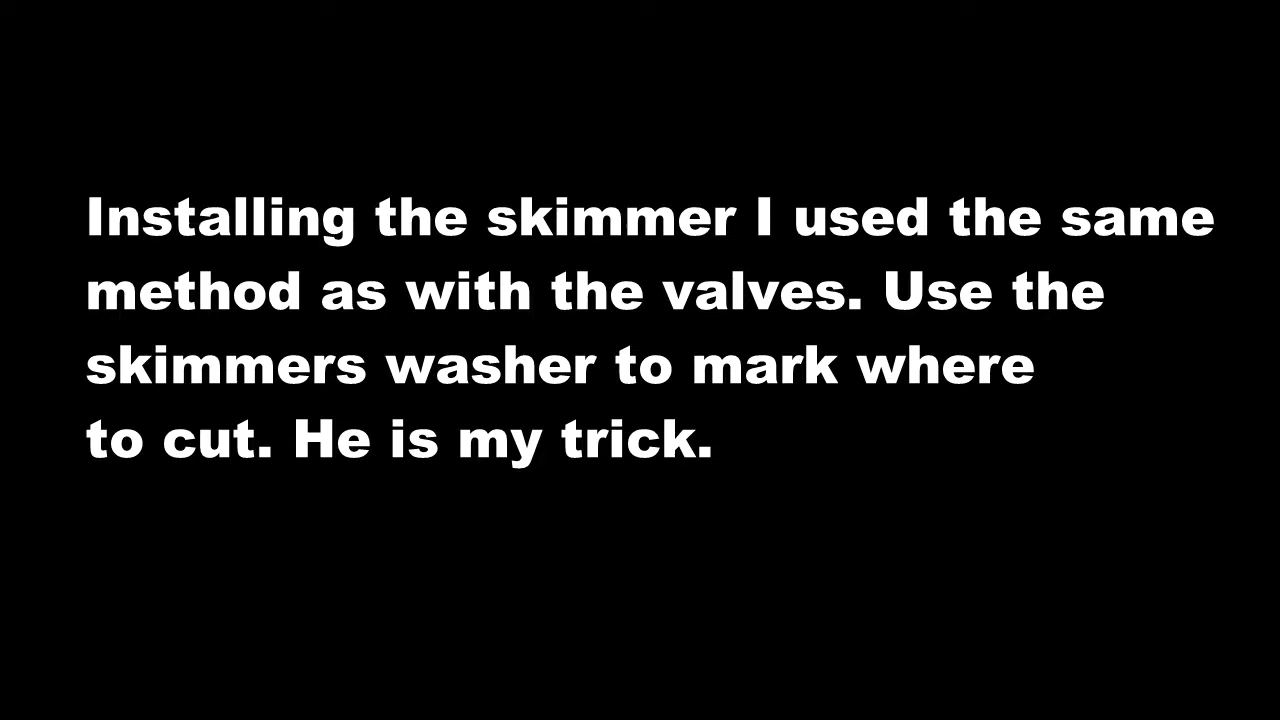 Installing the skimmer I used the same
method as with the valves. Use the
skimmers washer to mark where
to cut. He is my trick.